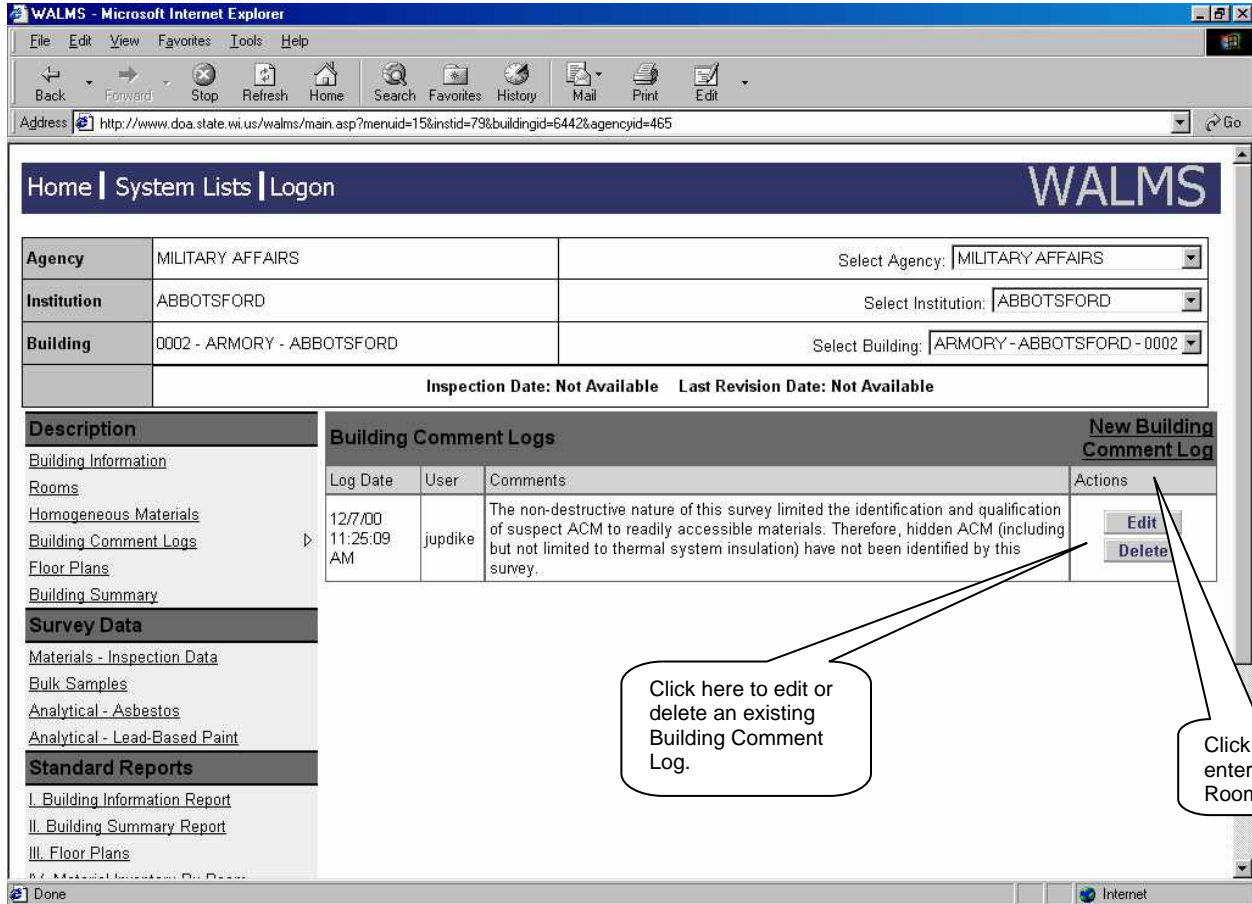 WALMS - Microsoft Internet Explorer
File Edit View Favorites Tools Help
Back Forward Stop Refresh Home Search Favorites History Mail Print Edit
Address http://www.doa.state.wi.us/walms/main.asp?menuid=15&instid=79&buildingid=6442&agencyid=465 Go
Home System Lists Logon WALMS
Agency MILITARY AFFAIRS Select Agency: MILITARY AFFAIRS
Institution ABBOTSFORD Select Institution: ABBOTSFORD
Building 0002 - ARMORY - ABBOTSFORD Select Building: ARMORY - ABBOTSFORD - 0002
Inspection Date: Not Available Last Revision Date: Not Available
Description
Building Information
Rooms
Homogeneous Materials
Building Comment Logs
Floor Plans
Building Summary
Survey Data
Materials - Inspection Data
Bulk Samples
Analytical - Asbestos
Analytical - Lead-Based Paint
Standard Reports
I. Building Information Report
II. Building Summary Report
III. Floor Plans
Building Comment Logs
New Building
Comment Log
Log Date User Comments Actions
12/7/00
11:25:09
AM
jupdike
The non-destructive nature of this survey limited the identification and qualification
of suspect ACM to readily accessible materials. Therefore, hidden ACM (including
but not limited to thermal system insulation) have not been identified by this
survey.
Edit
Delete
Click here to edit or
delete an existing
Building Comment
Log.
Click
enter
Done Internet